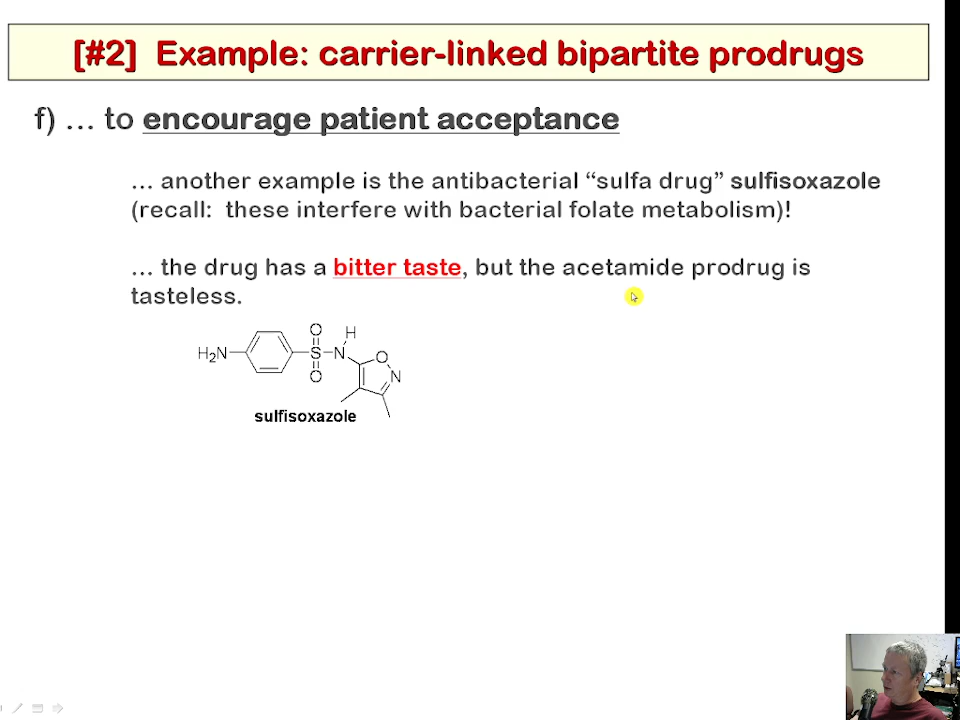 [#2] Example: carrier-linked bipartite prodrugs
f) … to encourage patient acceptance
… another example is the antibacterial “sulfa drug” sulfisoxazole
(recall: these interfere with bacterial folate metabolism)!
… the drug has a bitter taste, but the acetamide prodrug is
tasteless.
O H
H₂N S N O
O N
sulfisoxazole